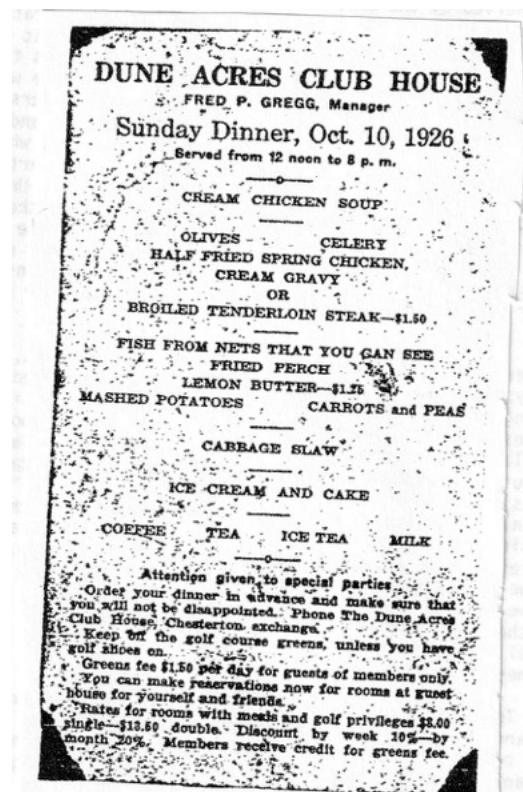 DUNE ACRES CLUB HOUSE
FRED P. GREGG, Manager
Sunday Dinner, Oct. 10, 1926
Served from 12 noon to 8 p. m.
CREAM CHICKEN SOUP
OLIVES CELERY
HALF FRIED SPRING CHICKEN,
CREAM GRAVY
OR
BROILED TENDERLOIN STEAK—$1.50
FISH FROM NETS THAT YOU CAN SEE
FRIED PERCH
LEMON BUTTER—$1.25
MASHED POTATOES CARROTS and PEAS
CABBAGE SLAW
ICE CREAM AND CAKE
COFFEE TEA ICE TEA MILK
Attention given to special parties
Order your dinner in advance and make sure that
you will not be disappointed. Phone The Dune Acres
Club House, Chesterton exchange.
Keep off the golf course greens, unless you have
golf shoes on.
Greens fee $1.50 per day for guests of members only.
You can make reservations now for rooms at guest
house for yourself and friends.
Rates for rooms with meals and golf privileges $8.00
single—$13.50 double. Discount by week 10%—by
month 20%. Members receive credit for greens fee.